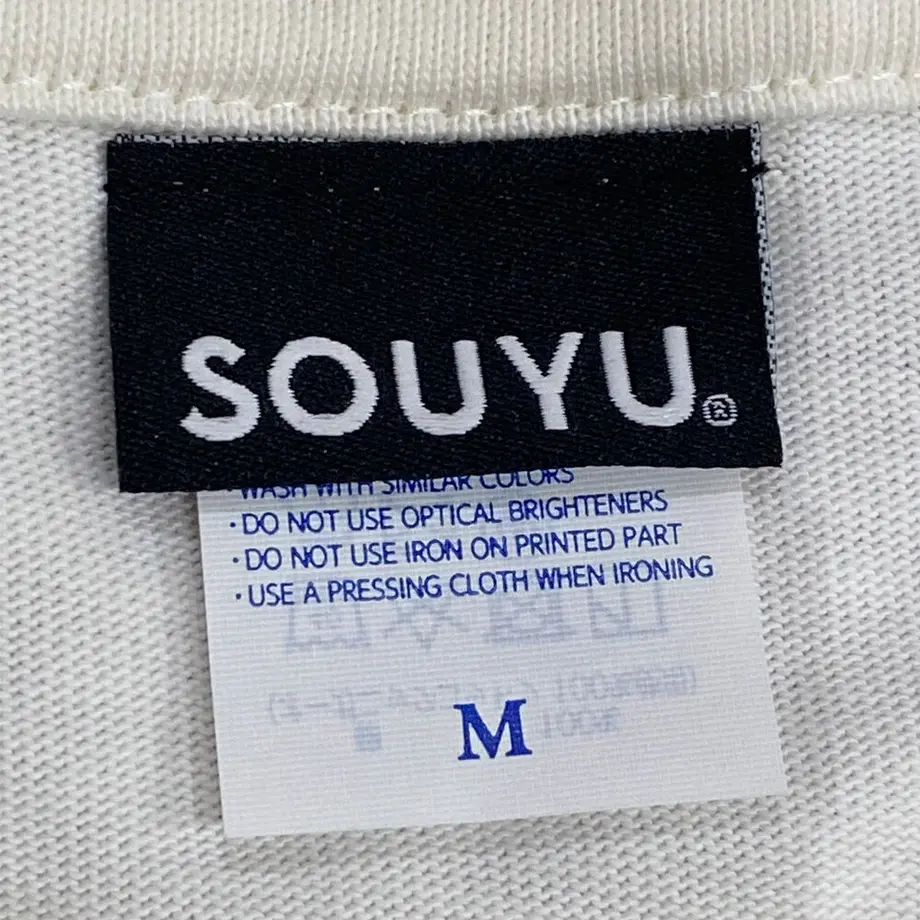 SOUYU®
· WASH WITH SIMILAR COLORS
· DO NOT USE OPTICAL BRIGHTENERS
· DO NOT USE IRON ON PRINTED PART
· USE A PRESSING CLOTH WHEN IRONING
M